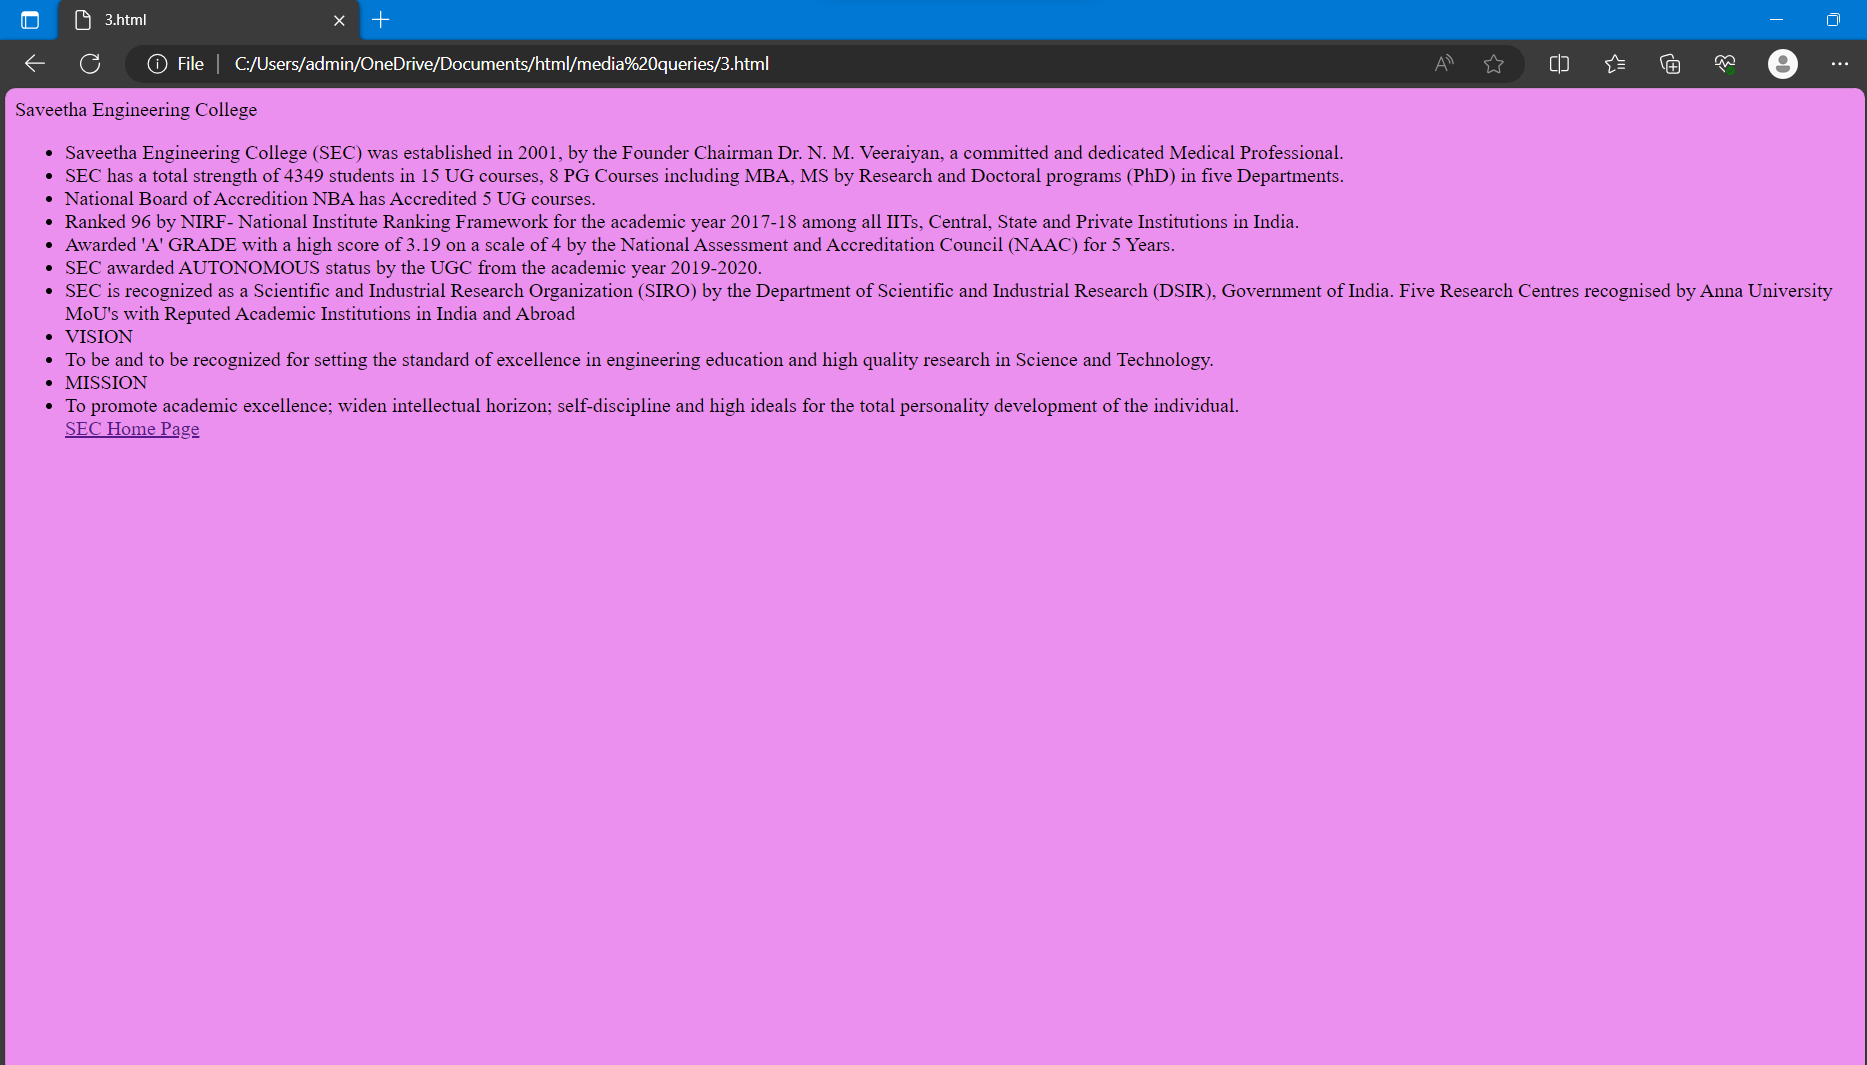 3.html
File
C:/Users/admin/OneDrive/Documents/html/media%20queries/3.html
Saveetha Engineering College
Saveetha Engineering College (SEC) was established in 2001, by the Founder Chairman Dr. N. M. Veeraiyan, a committed and dedicated Medical Professional.
SEC has a total strength of 4349 students in 15 UG courses, 8 PG Courses including MBA, MS by Research and Doctoral programs (PhD) in five Departments.
National Board of Accredition NBA has Accredited 5 UG courses.
Ranked 96 by NIRF- National Institute Ranking Framework for the academic year 2017-18 among all IITs, Central, State and Private Institutions in India.
Awarded 'A' GRADE with a high score of 3.19 on a scale of 4 by the National Assessment and Accreditation Council (NAAC) for 5 Years.
SEC awarded AUTONOMOUS status by the UGC from the academic year 2019-2020.
SEC is recognized as a Scientific and Industrial Research Organization (SIRO) by the Department of Scientific and Industrial Research (DSIR), Government of India. Five Research Centres recognised by Anna University
MoU's with Reputed Academic Institutions in India and Abroad
VISION
To be and to be recognized for setting the standard of excellence in engineering education and high quality research in Science and Technology.
MISSION
To promote academic excellence; widen intellectual horizon; self-discipline and high ideals for the total personality development of the individual.
SEC Home Page